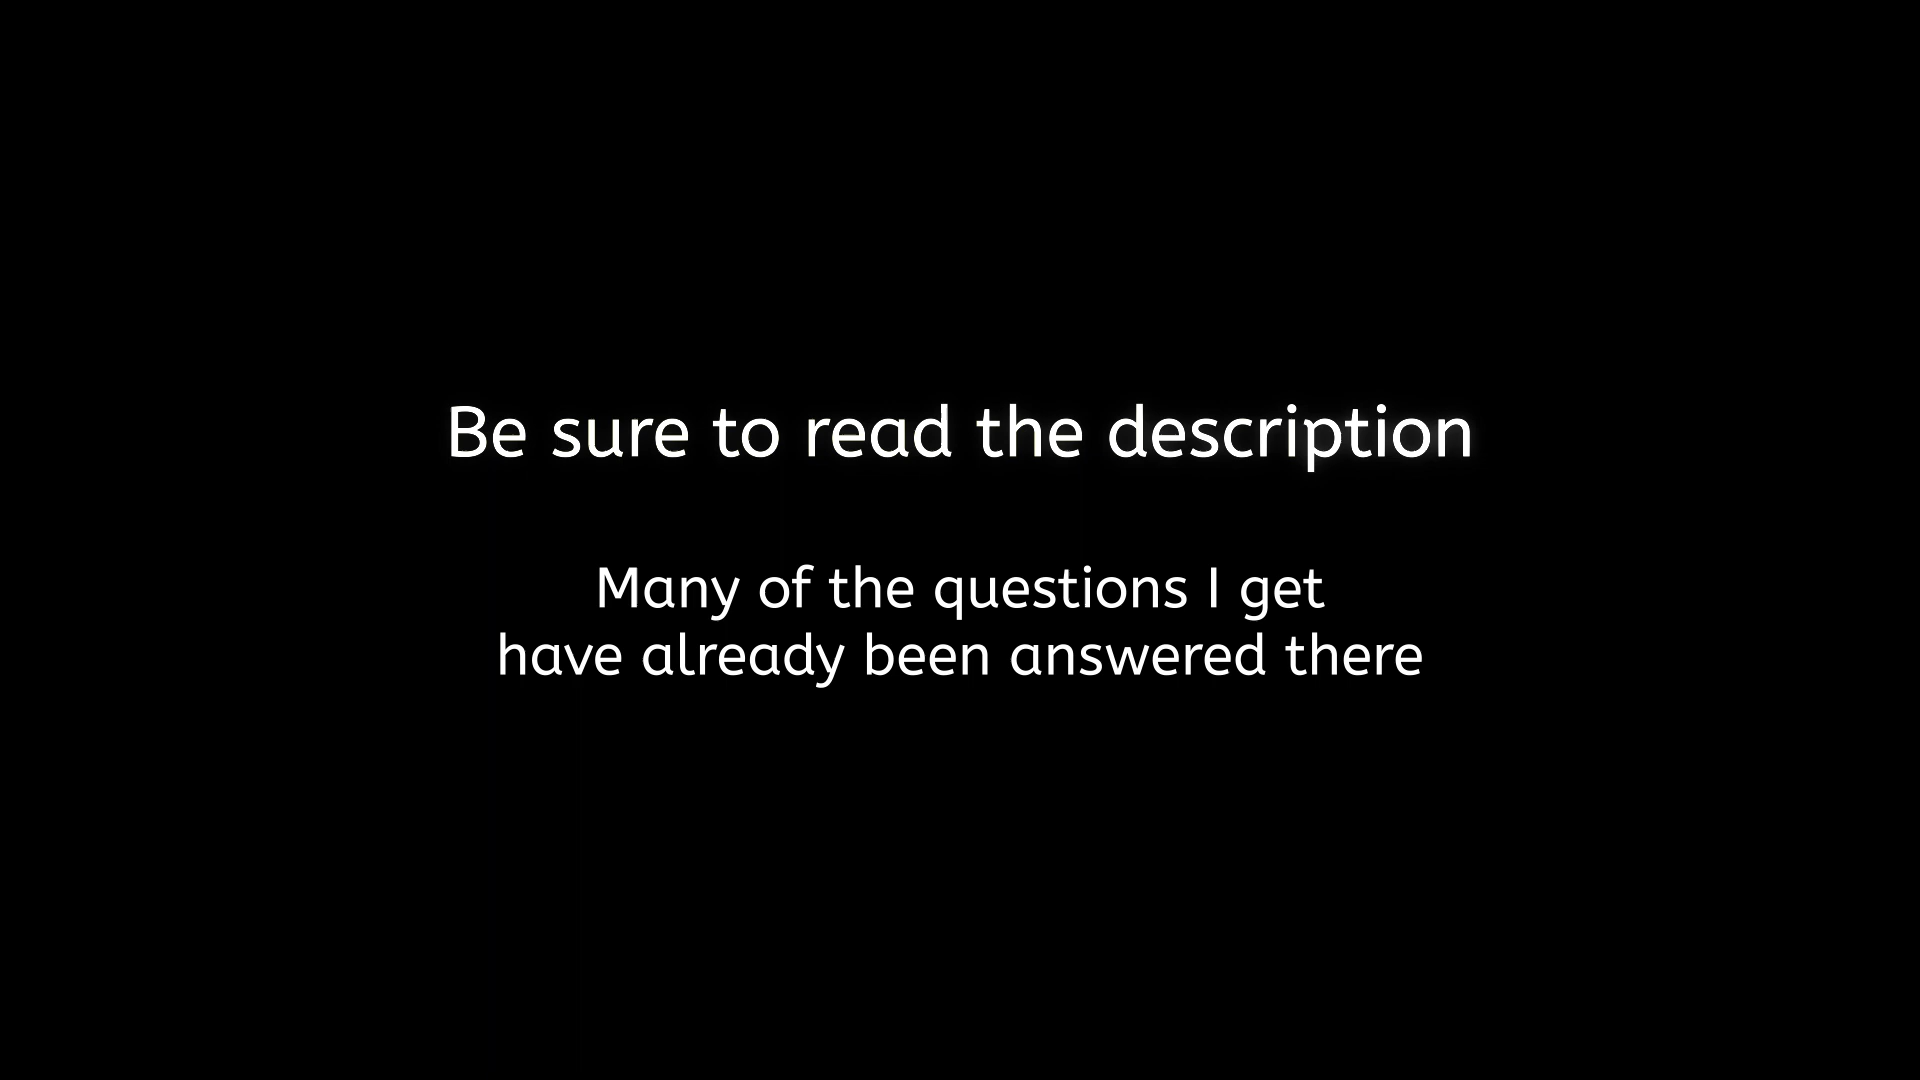 Be sure to read the description
Many of the questions I get
have already been answered there